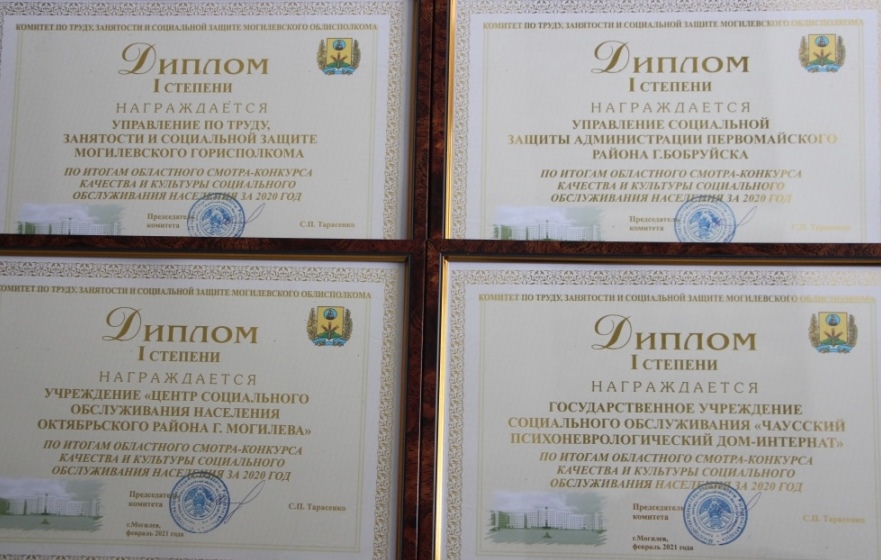 КОМИТЕТ ПО ТРУДУ, ЗАНЯТОСТИ И СОЦИАЛЬНОЙ ЗАЩИТЕ МОГИЛЕВСКОГО ОБЛИСПОЛКОМА
ДИПЛОМ
I СТЕПЕНИ
НАГРАЖДАЕТСЯ
УПРАВЛЕНИЕ ПО ТРУДУ,
ЗАНЯТОСТИ И СОЦИАЛЬНОЙ ЗАЩИТЕ
МОГИЛЕВСКОГО ГОРИСПОЛКОМА
ПО ИТОГАМ ОБЛАСТНОГО СМОТРА-КОНКУРСА
КАЧЕСТВА И КУЛЬТУРЫ СОЦИАЛЬНОГО
ОБСЛУЖИВАНИЯ НАСЕЛЕНИЯ ЗА 2020 ГОД
Председатель
комитета
С.П. Тарасенко
КОМИТЕТ ПО ТРУДУ, ЗАНЯТОСТИ И СОЦИАЛЬНОЙ ЗАЩИТЕ МОГИЛЕВСКОГО ОБЛИСПОЛКОМА
ДИПЛОМ
I СТЕПЕНИ
НАГРАЖДАЕТСЯ
УПРАВЛЕНИЕ СОЦИАЛЬНОЙ
ЗАЩИТЫ АДМИНИСТРАЦИИ ПЕРВОМАЙСКОГО
РАЙОНА Г.БОБРУЙСКА
ПО ИТОГАМ ОБЛАСТНОГО СМОТРА-КОНКУРСА
КАЧЕСТВА И КУЛЬТУРЫ СОЦИАЛЬНОГО
ОБСЛУЖИВАНИЯ НАСЕЛЕНИЯ ЗА 2020 ГОД
Председатель
комитета
С.П. Тарасенко
КОМИТЕТ ПО ТРУДУ, ЗАНЯТОСТИ И СОЦИАЛЬНОЙ ЗАЩИТЕ МОГИЛЕВСКОГО ОБЛИСПОЛКОМА
ДИПЛОМ
I СТЕПЕНИ
НАГРАЖДАЕТСЯ
УЧРЕЖДЕНИЕ «ЦЕНТР СОЦИАЛЬНОГО
ОБСЛУЖИВАНИЯ НАСЕЛЕНИЯ
ОКТЯБРЬСКОГО РАЙОНА Г. МОГИЛЕВА»
ПО ИТОГАМ ОБЛАСТНОГО СМОТРА-КОНКУРСА
КАЧЕСТВА И КУЛЬТУРЫ СОЦИАЛЬНОГО
ОБСЛУЖИВАНИЯ НАСЕЛЕНИЯ ЗА 2020 ГОД
Председатель
комитета
С.П. Тарасенко
г.Могилев,
февраль 2021 года
КОМИТЕТ ПО ТРУДУ, ЗАНЯТОСТИ И СОЦИАЛЬНОЙ ЗАЩИТЕ МОГИЛЕВСКОГО ОБЛИСПОЛКОМА
ДИПЛОМ
I СТЕПЕНИ
НАГРАЖДАЕТСЯ
ГОСУДАРСТВЕННОЕ УЧРЕЖДЕНИЕ
СОЦИАЛЬНОГО ОБСЛУЖИВАНИЯ «ЧАУССКИЙ
ПСИХОНЕВРОЛОГИЧЕСКИЙ ДОМ-ИНТЕРНАТ»
ПО ИТОГАМ ОБЛАСТНОГО СМОТРА-КОНКУРСА
КАЧЕСТВА И КУЛЬТУРЫ СОЦИАЛЬНОГО
ОБСЛУЖИВАНИЯ НАСЕЛЕНИЯ ЗА 2020 ГОД
Председатель
комитета
С.П. Тарасенко
г.Могилев,
февраль 2021 года